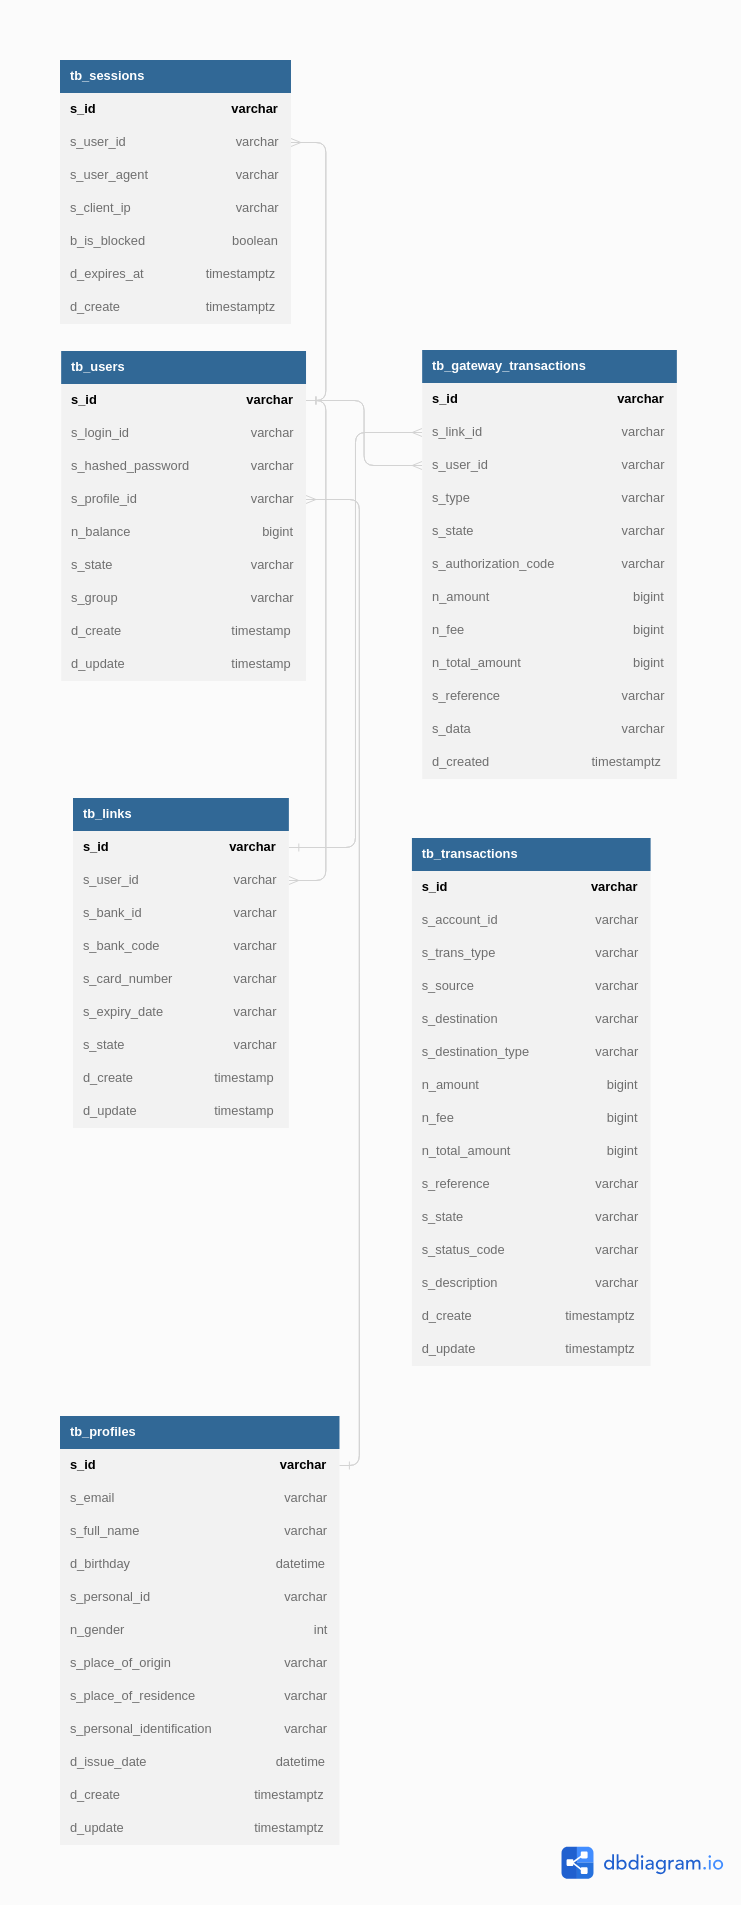 tb_sessions
s_id varchar
s_user_id varchar
s_user_agent varchar
s_client_ip varchar
b_is_blocked boolean
d_expires_at timestamptz
d_create timestamptz
tb_users
s_id varchar
s_login_id varchar
s_hashed_password varchar
s_profile_id varchar
n_balance bigint
s_state varchar
s_group varchar
d_create timestamp
d_update timestamp
tb_gateway_transactions
s_id varchar
s_link_id varchar
s_user_id varchar
s_type varchar
s_state varchar
s_authorization_code varchar
n_amount bigint
n_fee bigint
n_total_amount bigint
s_reference varchar
s_data varchar
d_created timestamptz
tb_links
s_id varchar
s_user_id varchar
s_bank_id varchar
s_bank_code varchar
s_card_number varchar
s_expiry_date varchar
s_state varchar
d_create timestamp
d_update timestamp
tb_transactions
s_id varchar
s_account_id varchar
s_trans_type varchar
s_source varchar
s_destination varchar
s_destination_type varchar
n_amount bigint
n_fee bigint
n_total_amount bigint
s_reference varchar
s_state varchar
s_status_code varchar
s_description varchar
d_create timestamptz
d_update timestamptz
tb_profiles
s_id varchar
s_email varchar
s_full_name varchar
d_birthday datetime
s_personal_id varchar
n_gender int
s_place_of_origin varchar
s_place_of_residence varchar
s_personal_identification varchar
d_issue_date datetime
d_create timestamptz
d_update timestamptz
dbdiagram.io